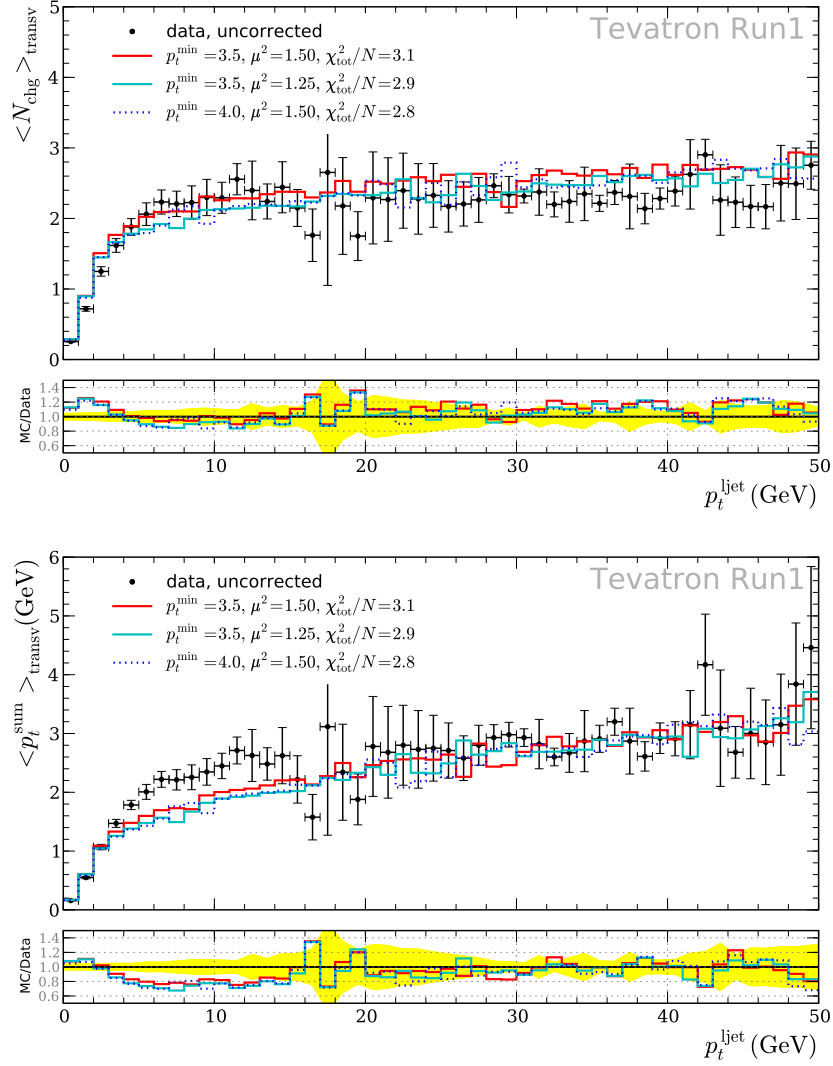 Tevatron Run1
<N_chg>_transv
data, uncorrected
p_t^min=3.5, μ²=1.50, χ²_tot/N=3.1
p_t^min=3.5, μ²=1.25, χ²_tot/N=2.9
p_t^min=4.0, μ²=1.50, χ²_tot/N=2.8
5
4
3
2
1
0
MC/Data
1.4
1.2
1.0
0.8
0.6
0 10 20 30 40 50
p_t^ljet (GeV)
Tevatron Run1
<p_t^sum>_transv(GeV)
data, uncorrected
p_t^min=3.5, μ²=1.50, χ²_tot/N=3.1
p_t^min=3.5, μ²=1.25, χ²_tot/N=2.9
p_t^min=4.0, μ²=1.50, χ²_tot/N=2.8
6
5
4
3
2
1
0
MC/Data
1.4
1.2
1.0
0.8
0.6
0 10 20 30 40 50
p_t^ljet (GeV)